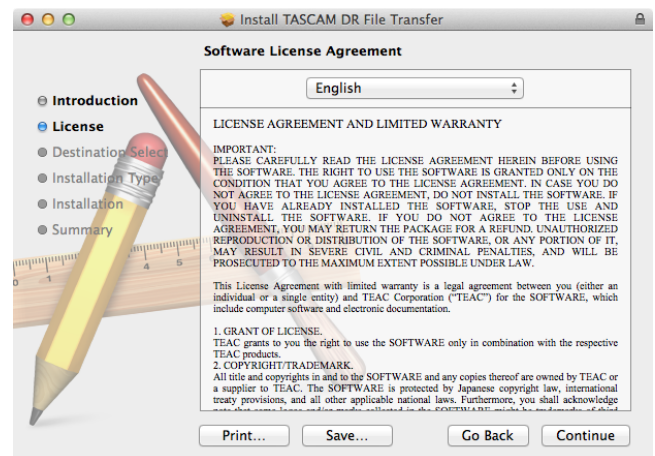 Install TASCAM DR File Transfer
Software License Agreement
English
Introduction
License
Destination Select
Installation Type
Installation
Summary
LICENSE AGREEMENT AND LIMITED WARRANTY
IMPORTANT:
PLEASE CAREFULLY READ THE LICENSE AGREEMENT HEREIN BEFORE USING
THE SOFTWARE. THE RIGHT TO USE THE SOFTWARE IS GRANTED ONLY ON THE
CONDITION THAT YOU AGREE TO THE LICENSE AGREEMENT. IN CASE YOU DO
NOT AGREE TO THE LICENSE AGREEMENT, DO NOT INSTALL THE SOFTWARE. IF
YOU HAVE ALREADY INSTALLED THE SOFTWARE, STOP THE USE AND
UNINSTALL THE SOFTWARE. IF YOU DO NOT AGREE TO THE LICENSE
AGREEMENT, YOU MAY RETURN THE PACKAGE FOR A REFUND. UNAUTHORIZED
REPRODUCTION OR DISTRIBUTION OF THE SOFTWARE, OR ANY PORTION OF IT,
MAY RESULT IN SEVERE CIVIL AND CRIMINAL PENALTIES, AND WILL BE
PROSECUTED TO THE MAXIMUM EXTENT POSSIBLE UNDER LAW.
This License Agreement with limited warranty is a legal agreement between you (either an
individual or a single entity) and TEAC Corporation (“TEAC”) for the SOFTWARE, which
include computer software and electronic documentation.
1. GRANT OF LICENSE.
TEAC grants to you the right to use the SOFTWARE only in combination with the respective
TEAC products.
2. COPYRIGHT/TRADEMARK.
All title and copyrights in and to the SOFTWARE and any copies thereof are owned by TEAC or
a supplier to TEAC. The SOFTWARE is protected by Japanese copyright law, international
treaty provisions, and all other applicable national laws. Furthermore, you shall acknowledge
0 1 4 5
Print...
Save...
Go Back
Continue